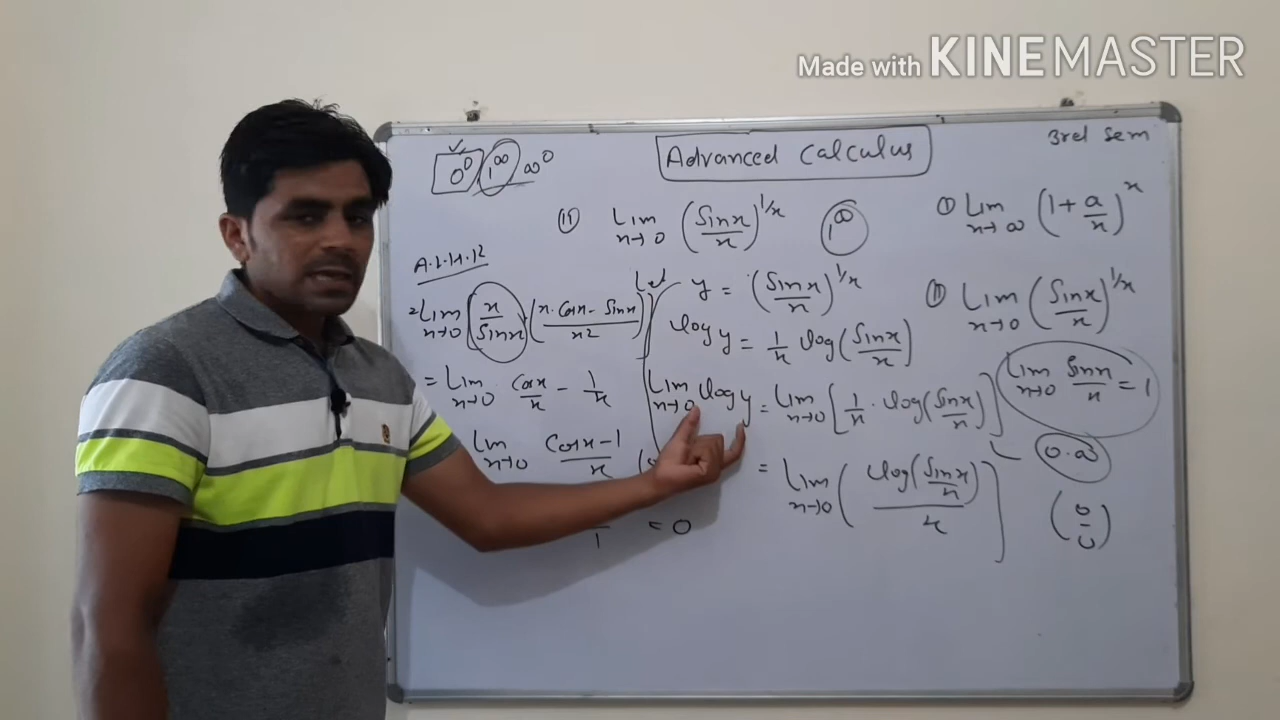 Made with KINEMASTER
Advanced Calculus
3rd Sem
0⁰ 1^∞ ∞⁰
(ii) Lim x→0 (Sinx/x)^1/x 1^∞
① Lim x→∞ (1 + a/x)^x
(ii) Lim x→0 (Sinx/x)^1/x
Lim x→0 Sinx/x = 1
Let y = (Sinx/x)^1/x
log y = 1/x log(Sinx/x)
Lim x→0 log y = Lim x→0 [1/x · log(Sinx/x)]
0·∞
= Lim x→0 (log(Sinx/x)/x)
(0/0)
= Lim x→0 (x/Sinx) (x·Cosx - Sinx/x²)
= Lim x→0 Cosx/x - 1/x
Lim x→0 Cosx-1/x
1 = 0